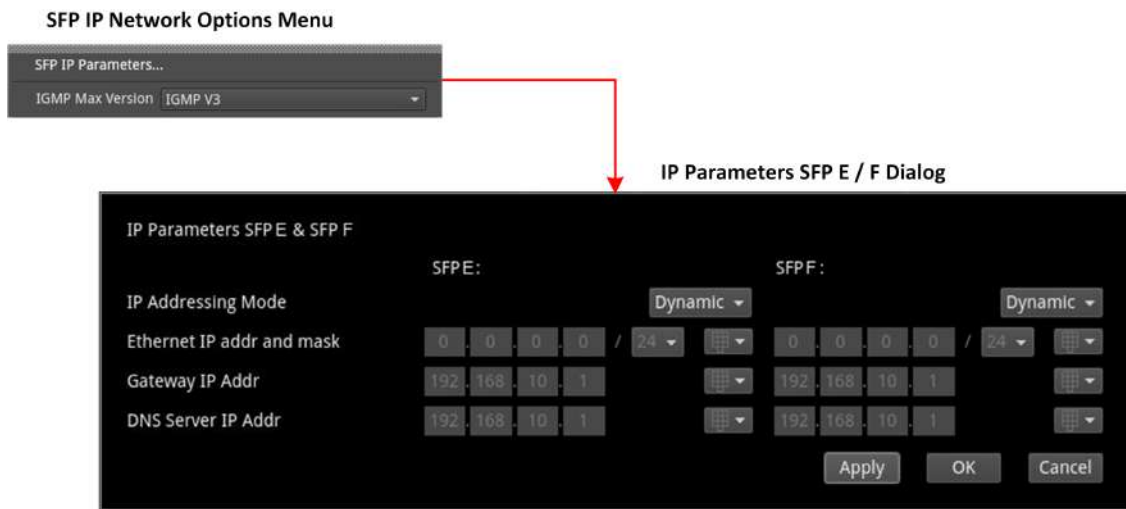 SFP IP Network Options Menu
SFP IP Parameters...
IGMP Max Version IGMP V3
IP Parameters SFP E / F Dialog
IP Parameters SFP E & SFP F
SFP E: SFP F:
IP Addressing Mode Dynamic Dynamic
Ethernet IP addr and mask 0.0.0.0 / 24 0.0.0.0 / 24
Gateway IP Addr 192.168.10.1 192.168.10.1
DNS Server IP Addr 192.168.10.1 192.168.10.1
Apply OK Cancel